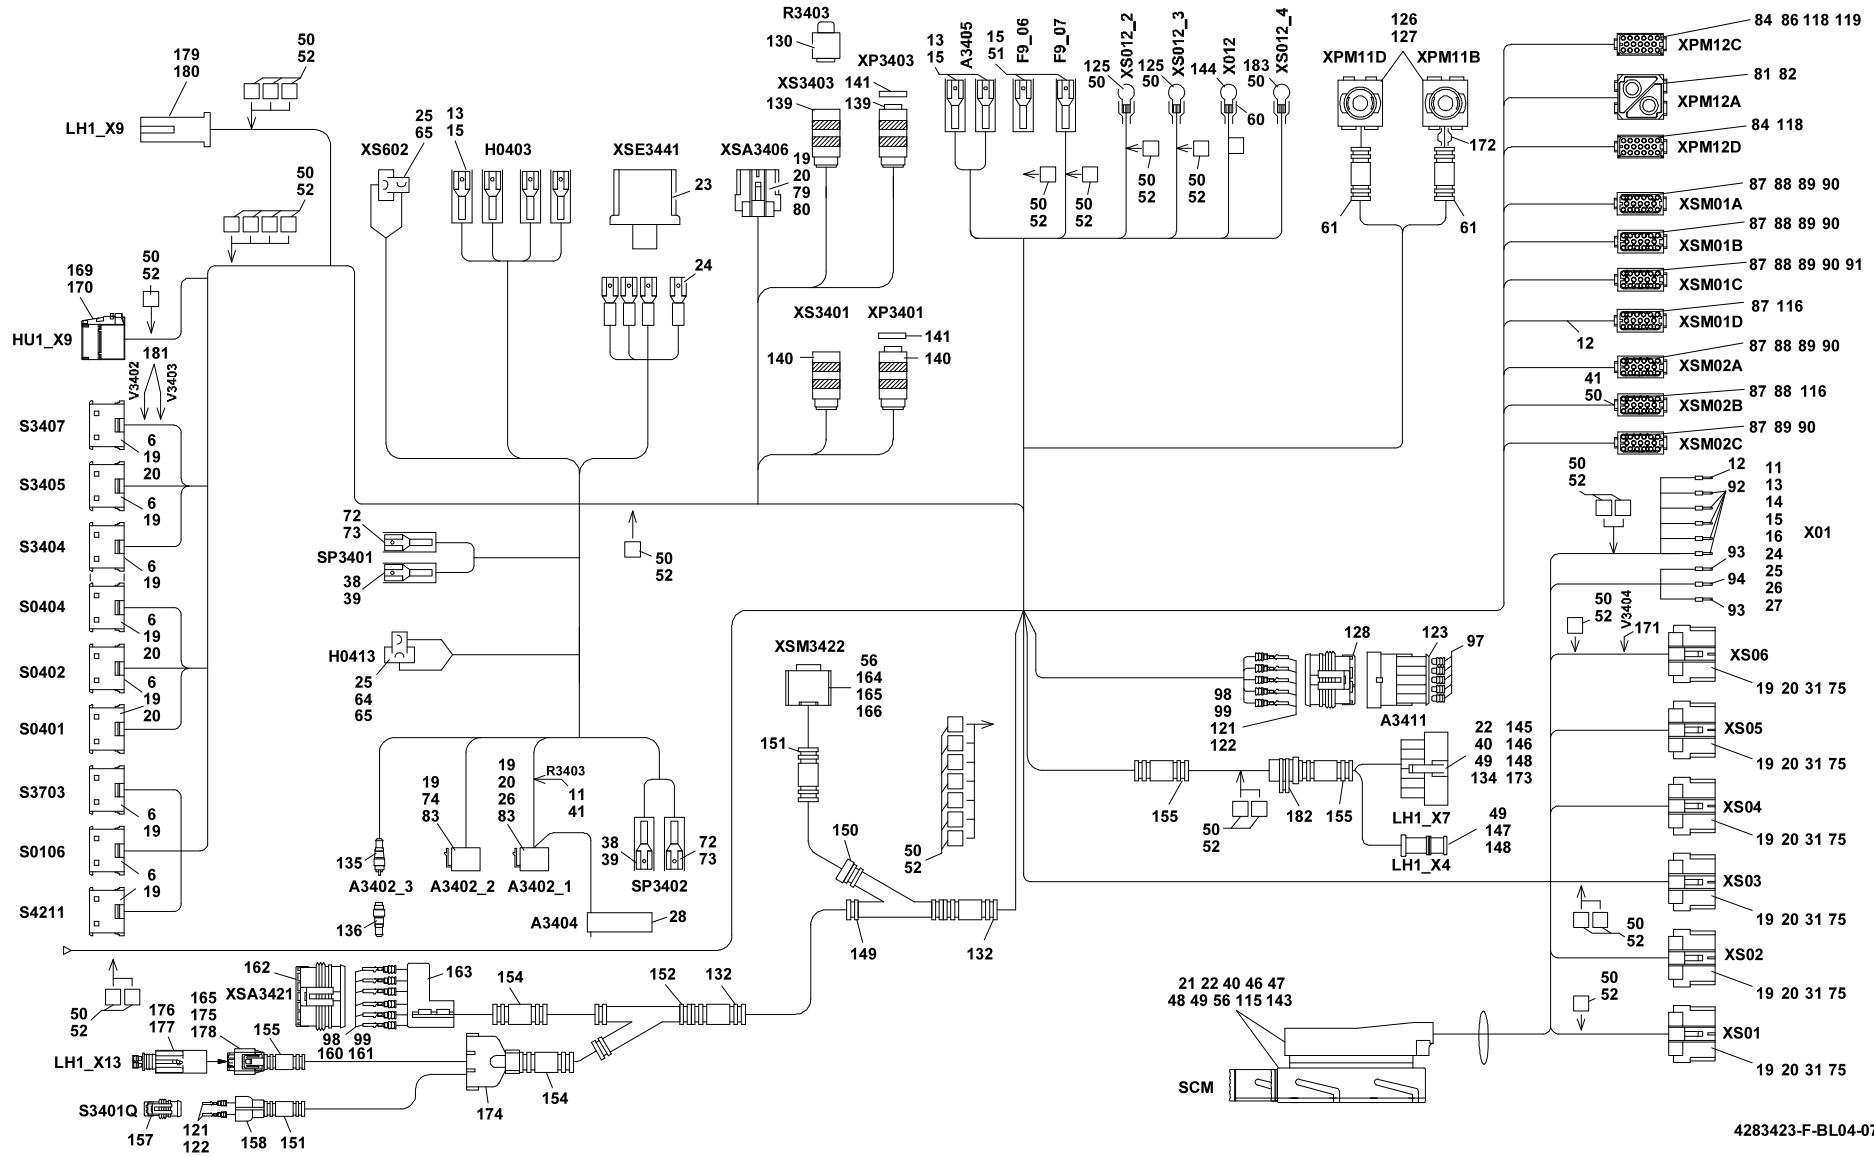 R3403
130
XP3403
XS3403
141
139
139
179
180
50
52
LH1_X9
25
65
XS602
13
15
H0403
XSE3441
23
XSA3406
19
20
79
80
13
15
A3405
15
51
F9_06
F9_07
125
50
XS012_2
125
50
XS012_3
144
X012
60
183
50
XS012_4
50
52
50
52
50
52
50
52
126
127
XPM11D
XPM11B
172
61
61
84 86 118 119
XPM12C
81 82
XPM12A
84 118
XPM12D
87 88 89 90
XSM01A
87 88 89 90
XSM01B
87 88 89 90 91
XSM01C
87 116
XSM01D
12
87 88 89 90
XSM02A
41
50
87 88 116
XSM02B
87 89 90
XSM02C
50
52
169
170
50
52
HU1_X9
181
V3402
V3403
24
XS3401
XP3401
141
140
140
S3407
6
19
20
S3405
6
19
S3404
6
19
S0404
6
19
20
S0402
6
19
20
S0401
S3703
6
19
S0106
6
19
S4211
72
73
SP3401
38
39
50
52
H0413
25
64
65
50
52
12
92
93
94
93
11
13
14
15
16
24
25
26
27
X01
50
52
V3404
171
XS06
19 20 31 75
XS05
19 20 31 75
XS04
19 20 31 75
XS03
19 20 31 75
50
52
XS02
19 20 31 75
50
52
XS01
19 20 31 75
XSM3422
56
164
165
166
151
128
123
97
98
99
121
122
A3411
155
50
52
182
155
22 145
40 146
49 148
134 173
LH1_X7
49
147
148
LH1_X4
19
74
83
19
20
26
83
R3403
11
41
135
A3402_3
A3402_2
A3402_1
38
39
72
73
SP3402
136
A3404
28
150
50
52
149
132
50
52
162
XSA3421
163
98
160
99
161
154
152
132
176
177
165
175
178
155
LH1_X13
174
154
S3401Q
157
121
122
158
151
21 22 40 46 47
48 49 56 115 143
SCM
4283423-F-BL04-07